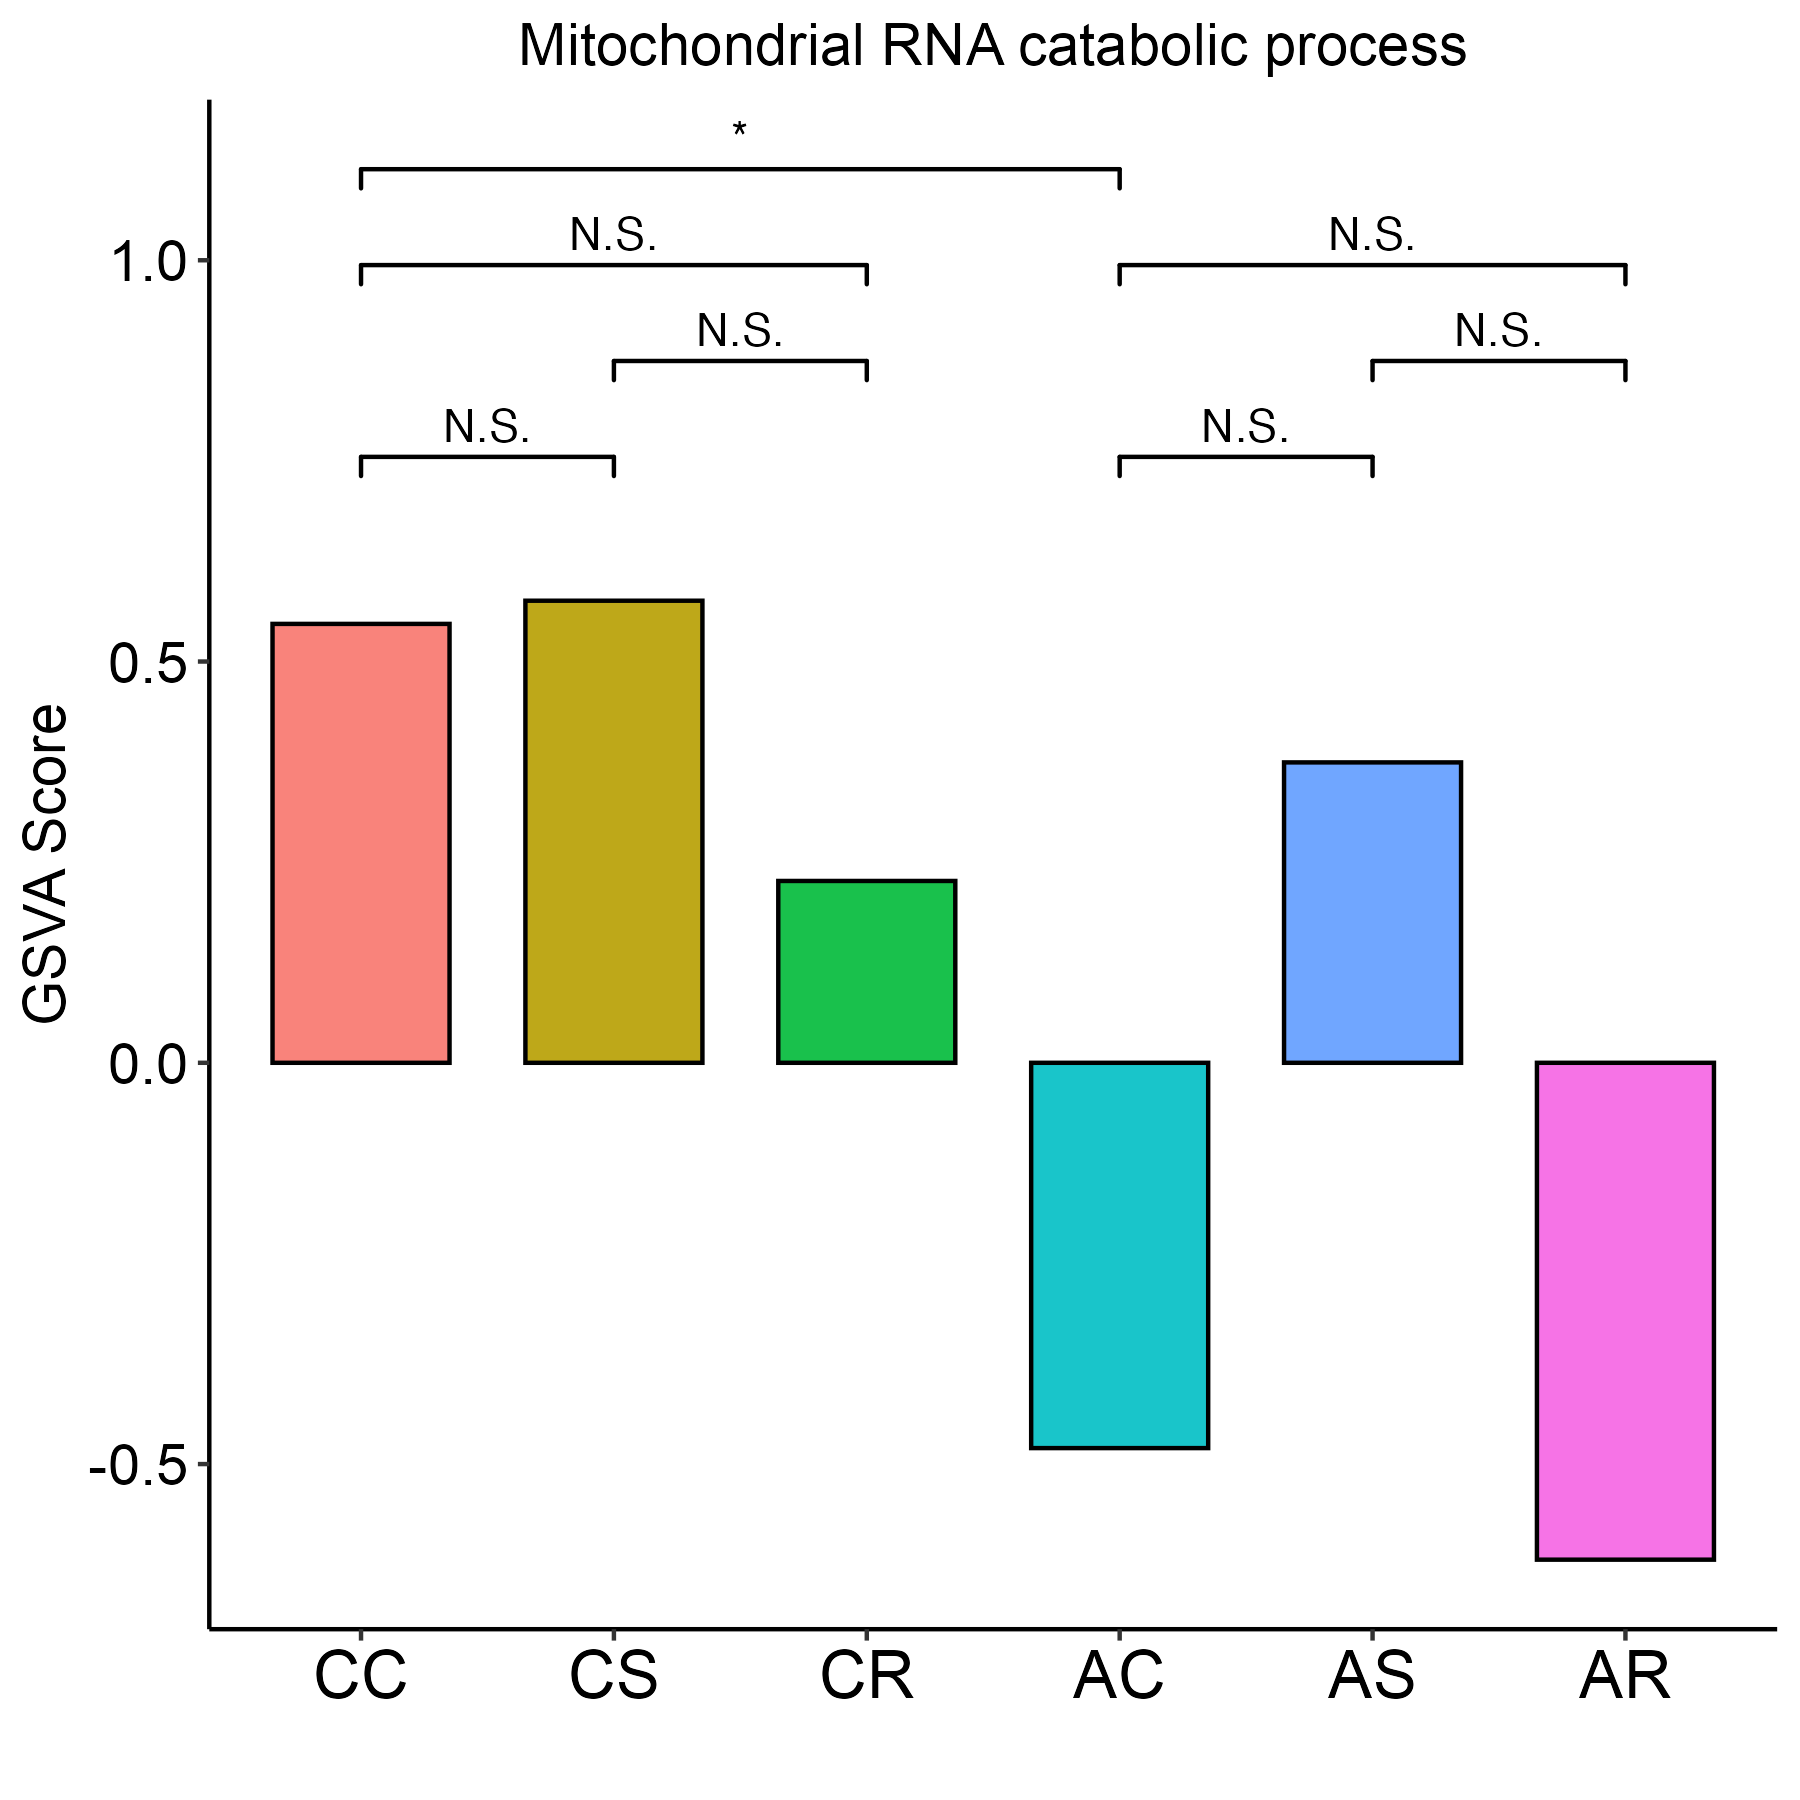 Mitochondrial RNA catabolic process
*
N.S.
N.S.
1.0
N.S.
N.S.
N.S.
N.S.
0.5
GSVA Score
0.0
-0.5
CC
CS
CR
AC
AS
AR